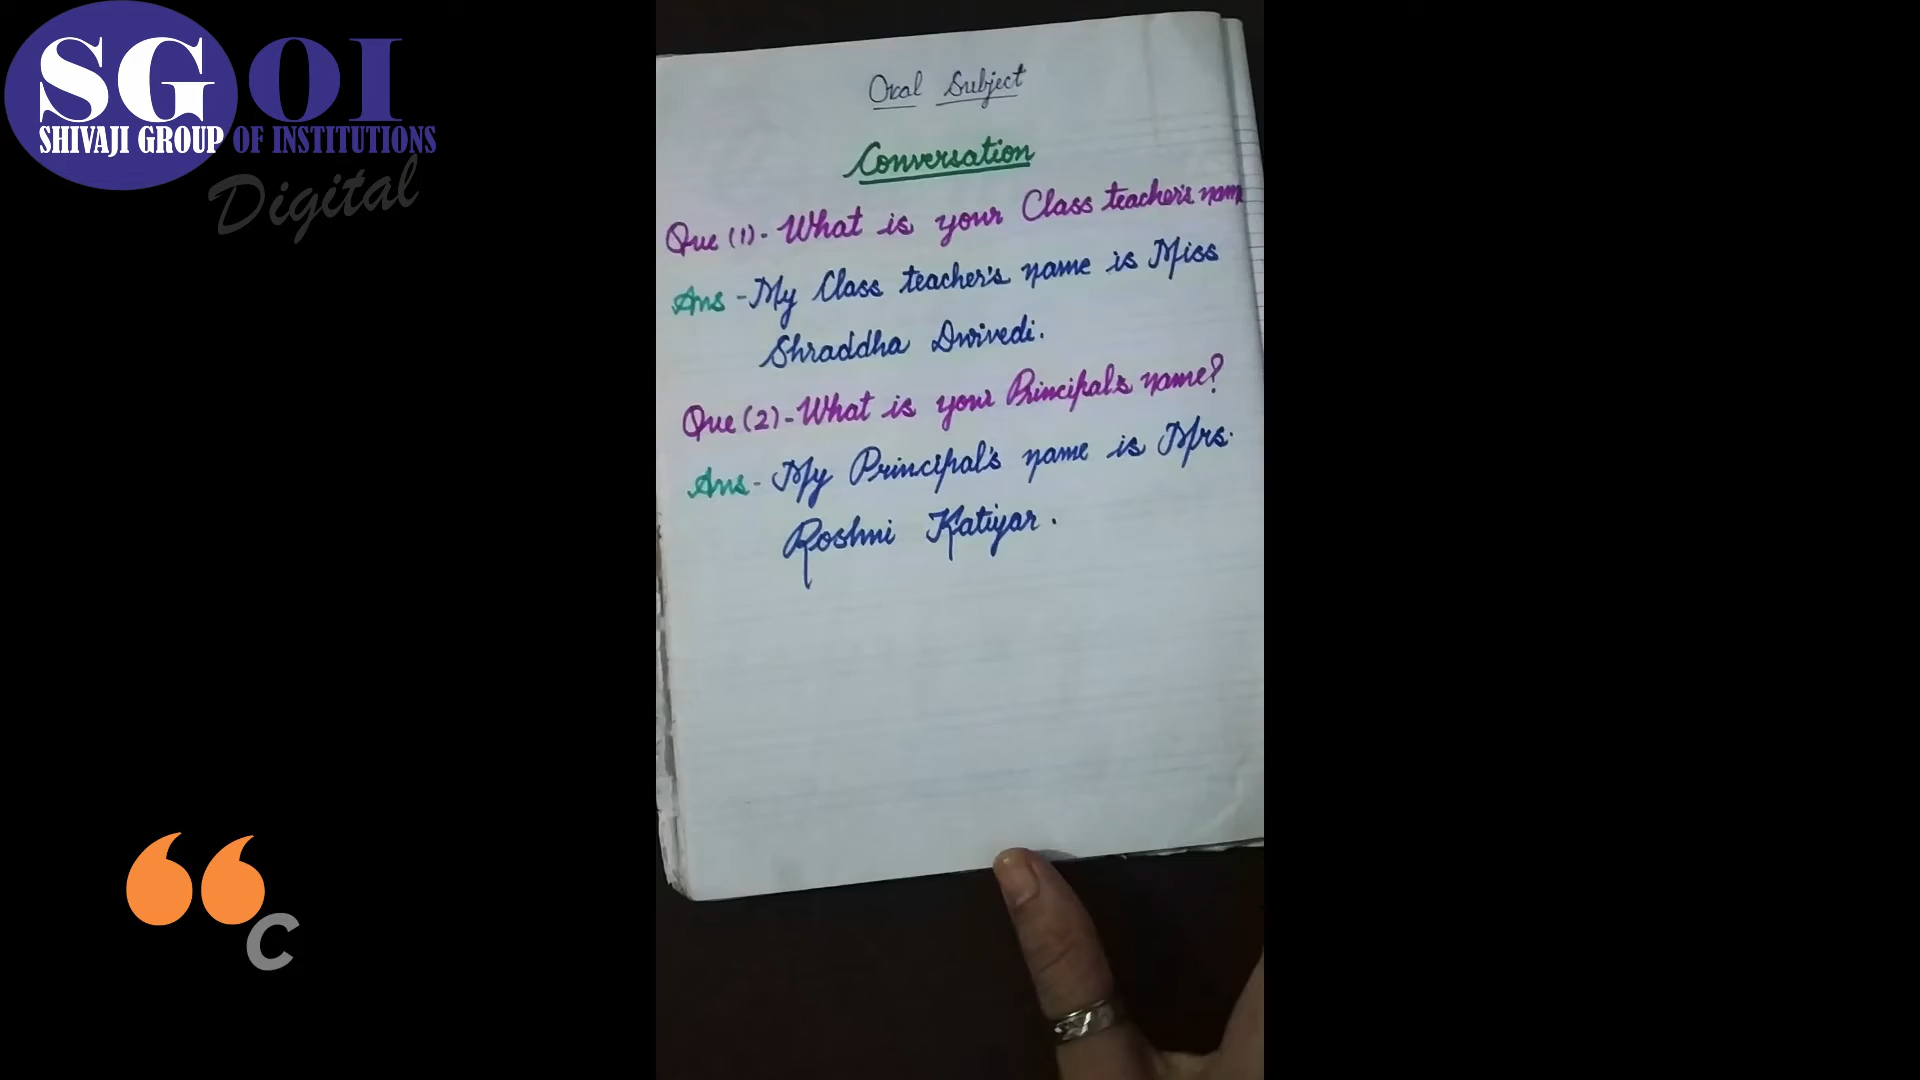 SGOI
SHIVAJI GROUP OF INSTITUTIONS
Digital
Oral Subject
Conversation
Que (1)- What is your Class teacher's nam
Ans - My Class teacher's name is Miss
Shraddha Dwivedi.
Que (2)- What is your Principal's name?
Ans- My Principal's name is Mrs.
Roshni Katiyar.
“C